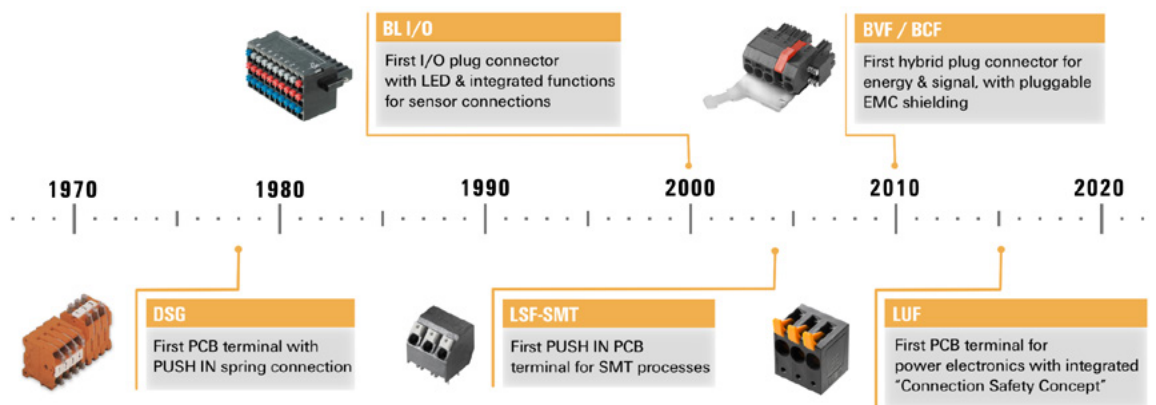 BL I/O
First I/O plug connector
with LED & integrated functions
for sensor connections
BVF / BCF
First hybrid plug connector for
energy & signal, with pluggable
EMC shielding
1970
1980
1990
2000
2010
2020
DSG
First PCB terminal with
PUSH IN spring connection
LSF-SMT
First PUSH IN PCB
terminal for SMT processes
LUF
First PCB terminal for
power electronics with integrated
"Connection Safety Concept"